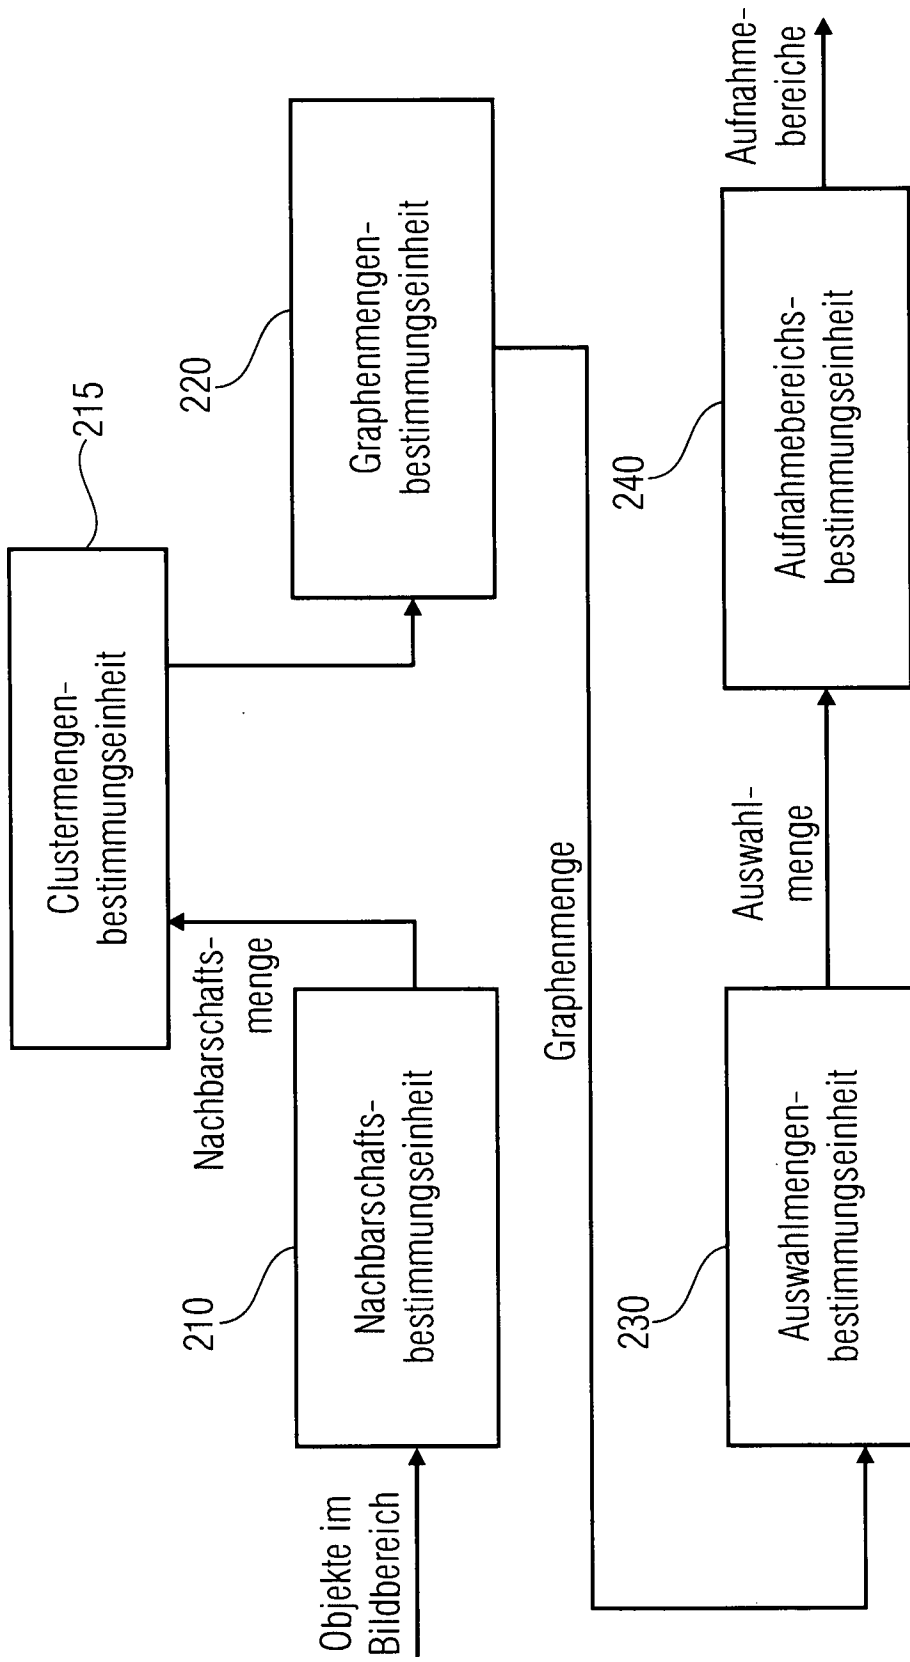 Objekte im
Bildbereich
210
Nachbarschafts-
bestimmungseinheit
Nachbarschafts-
menge
Clustermengen-
bestimmungseinheit
215
220
Graphenmengen-
bestimmungseinheit
Graphenmenge
230
Auswahlmengen-
bestimmungseinheit
Auswahl-
menge
240
Aufnahmebereichs-
bestimmungseinheit
Aufnahme-
bereiche